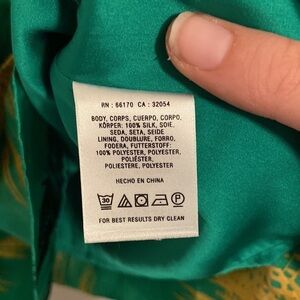 RN : 66170 CA : 32054
BODY, CORPS, CUERPO, CORPO,
KÖRPER: 100% SILK, SOIE,
SEDA, SETA, SEIDE
LINING, DOUBLURE, FORRO,
FODERA, FUTTERSTOFF:
100% POLYESTER, POLYESTER,
POLIÉSTER,
POLIESTERE, POLYESTER
HECHO EN CHINA
30
P
FOR BEST RESULTS DRY CLEAN